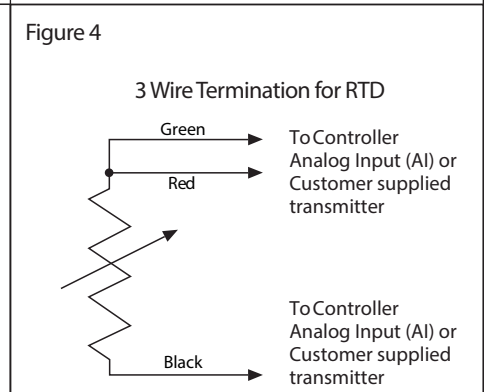 Figure 4
3 Wire Termination for RTD
Green
Red
To Controller
Analog Input (AI) or
Customer supplied
transmitter
To Controller
Analog Input (AI) or
Customer supplied
transmitter
Black